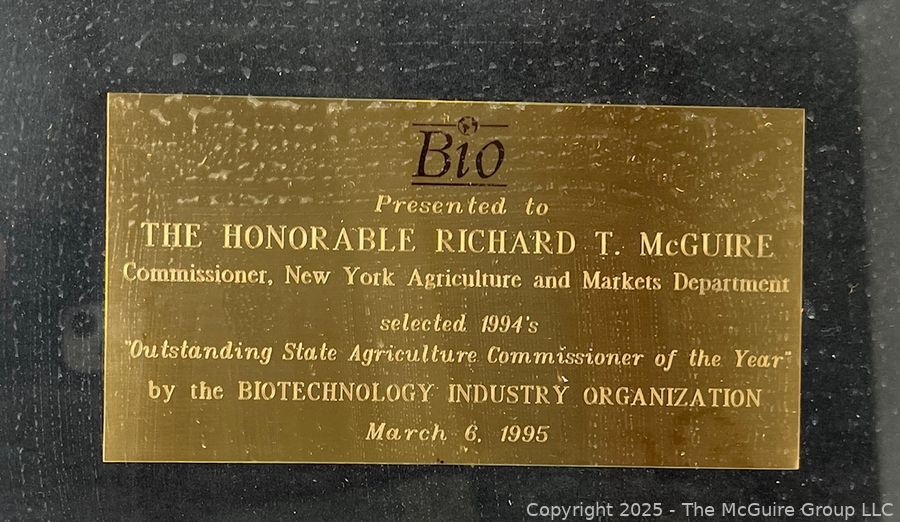 Bio
Presented to
THE HONORABLE RICHARD T. McGUIRE
Commissioner, New York Agriculture and Markets Department
selected 1994's
"Outstanding State Agriculture Commissioner of the Year"
by the BIOTECHNOLOGY INDUSTRY ORGANIZATION
March 6, 1995
Copyright 2025 - The McGuire Group LLC